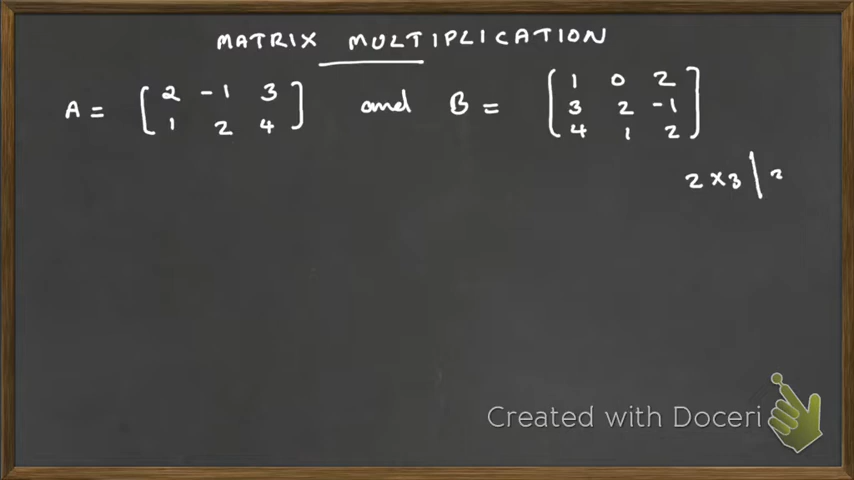 MATRIX MULTIPLICATION
A = [ 2 -1 3 and B = [ 1 0 2
1 2 4 ] 3 2 -1
4 1 2 ]
2 × 3 |
Created with Doceri